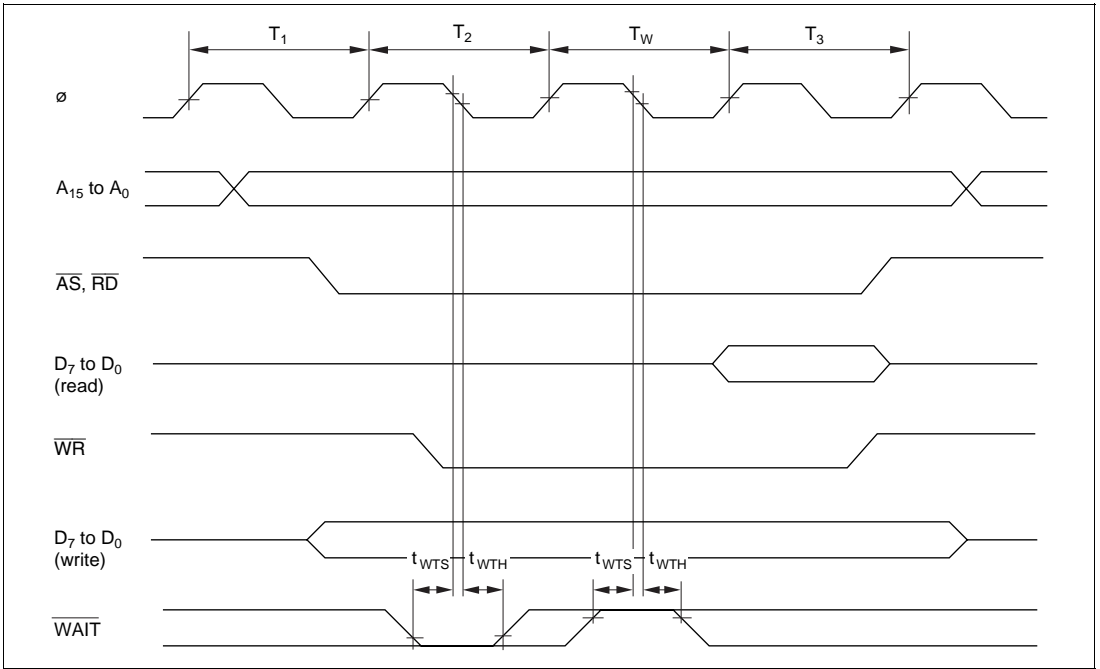 T1 T2 TW T3
ø
A15 to A0
AS, RD
D7 to D0
(read)
WR
D7 to D0
(write)
tWTS tWTH tWTS tWTH
WAIT